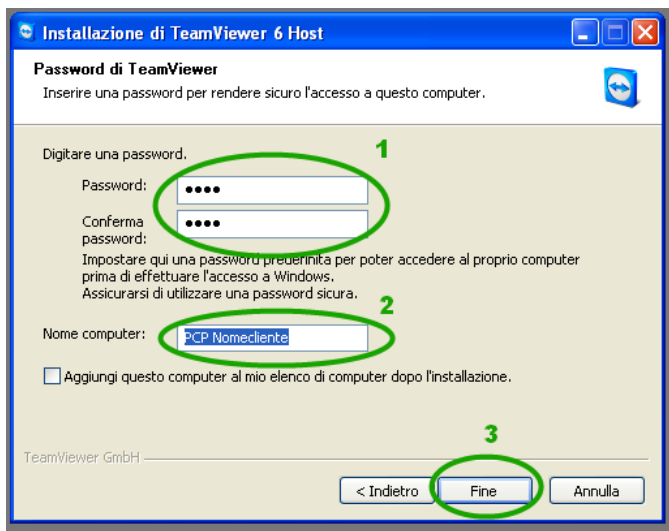 Installazione di TeamViewer 6 Host
Password di TeamViewer
Inserire una password per rendere sicuro l'accesso a questo computer.
1
Digitare una password.
Password: ●●●●
Conferma password: ●●●●
Impostare qui una password predefinita per poter accedere al proprio computer
prima di effettuare l'accesso a Windows.
Assicurarsi di utilizzare una password sicura.
2
Nome computer: PCP Nomecliente
Aggiungi questo computer al mio elenco di computer dopo l'installazione.
3
TeamViewer GmbH
< Indietro Fine Annulla